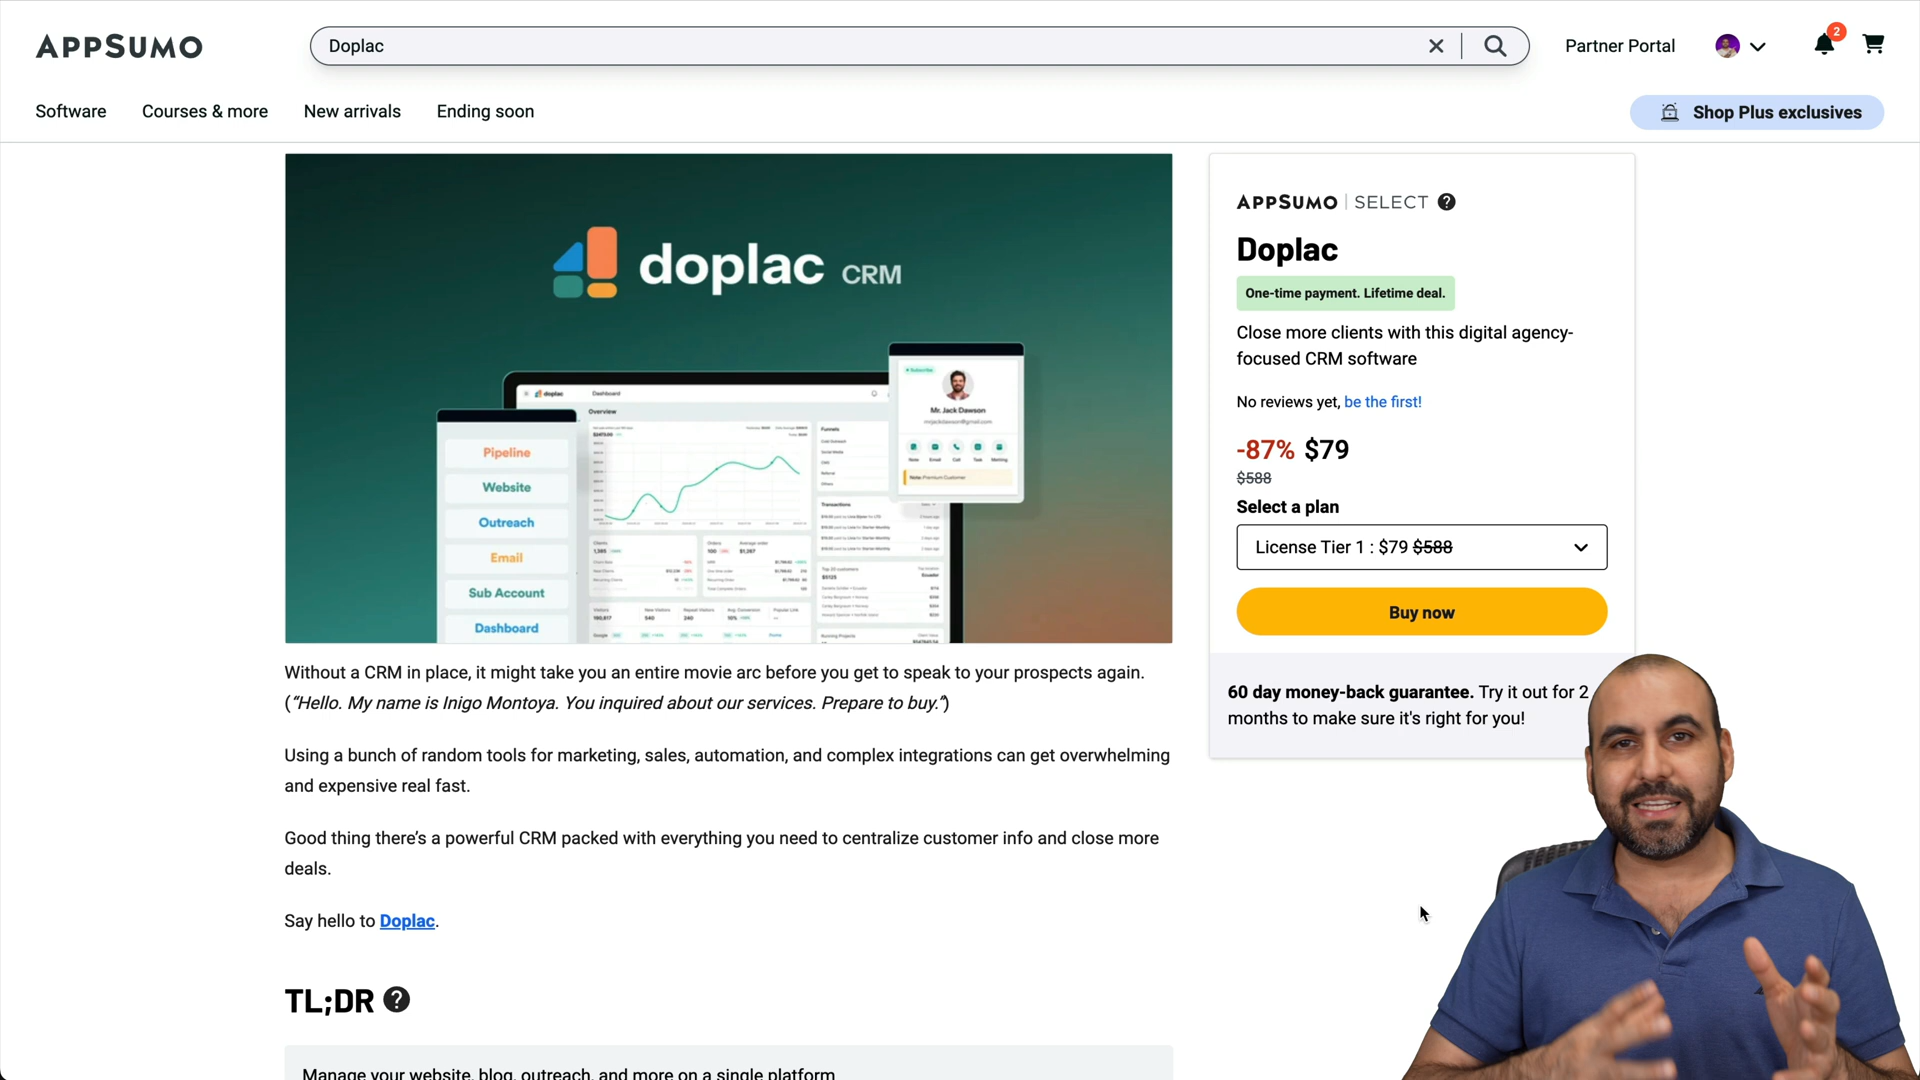 APPSUMO
Doplac
Partner Portal
2
Software
Courses & more
New arrivals
Ending soon
Shop Plus exclusives
doplac CRM
Pipeline
Website
Outreach
Email
Sub Account
Dashboard
doplac
Dashboard
Overview
Mr. Jack Dawson
APPSUMO | SELECT ?
Doplac
One-time payment. Lifetime deal.
Close more clients with this digital agency-
focused CRM software
No reviews yet, be the first!
-87% $79
$588
Select a plan
License Tier 1 : $79 $588
Buy now
60 day money-back guarantee. Try it out for 2
months to make sure it's right for you!
Without a CRM in place, it might take you an entire movie arc before you get to speak to your prospects again.
(“Hello. My name is Inigo Montoya. You inquired about our services. Prepare to buy.”)
Using a bunch of random tools for marketing, sales, automation, and complex integrations can get overwhelming
and expensive real fast.
Good thing there’s a powerful CRM packed with everything you need to centralize customer info and close more
deals.
Say hello to Doplac.
TL;DR ?
Manage your website, blog, outreach, and more on a single platform